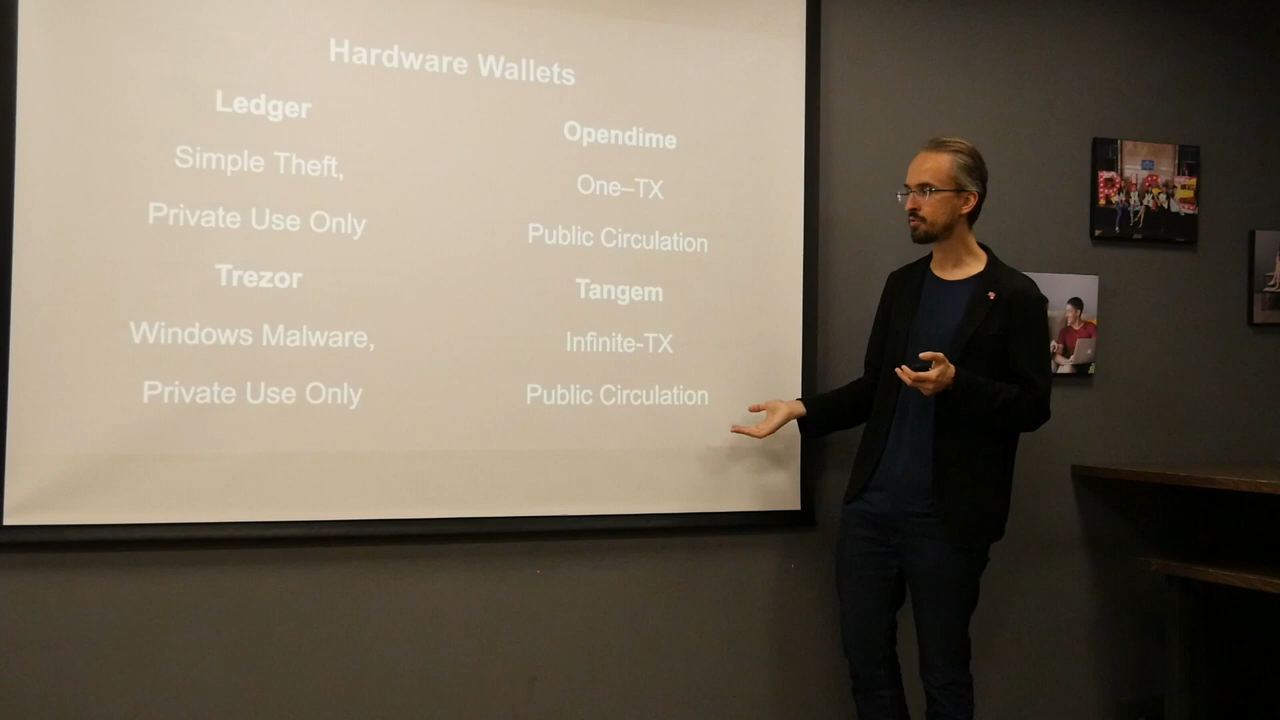 Hardware Wallets
Ledger
Simple Theft,
Private Use Only
Trezor
Windows Malware,
Private Use Only
Opendime
One–TX
Public Circulation
Tangem
Infinite-TX
Public Circulation